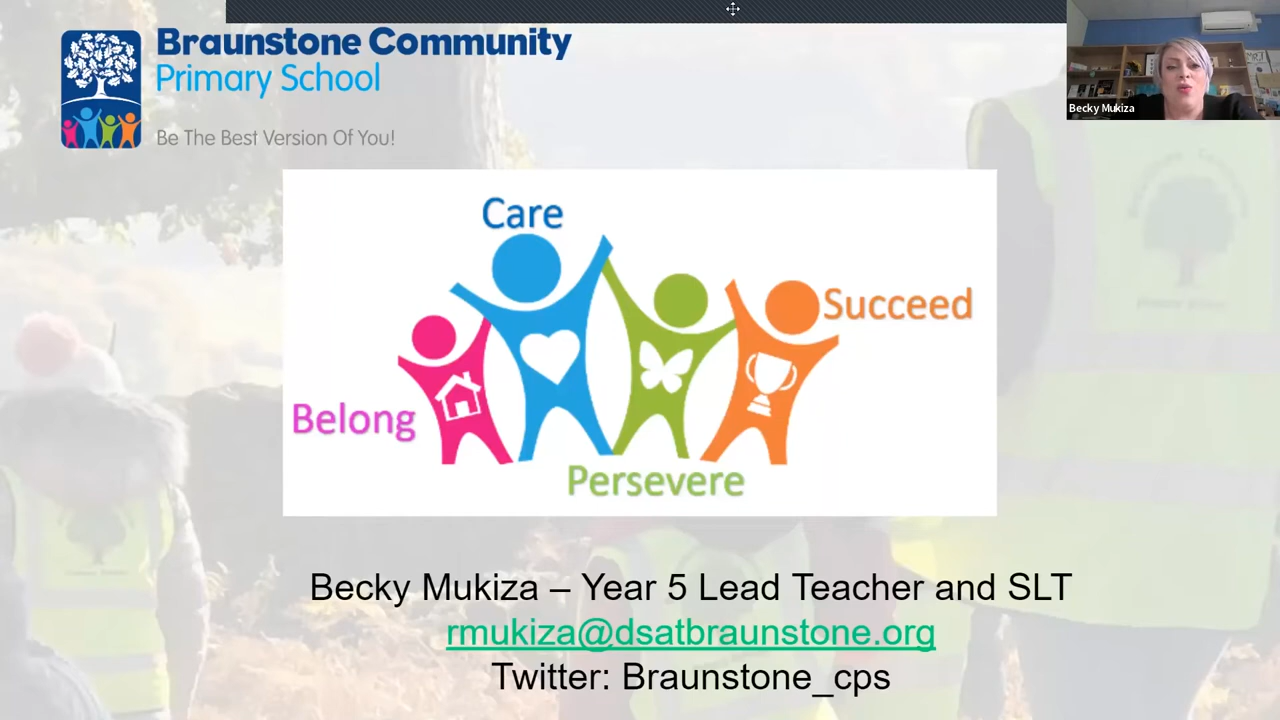 Braunstone Community
Primary School
Be The Best Version Of You!
Becky Mukiza
Care
Succeed
Belong
Persevere
Becky Mukiza – Year 5 Lead Teacher and SLT
rmukiza@dsatbraunstone.org
Twitter: Braunstone_cps